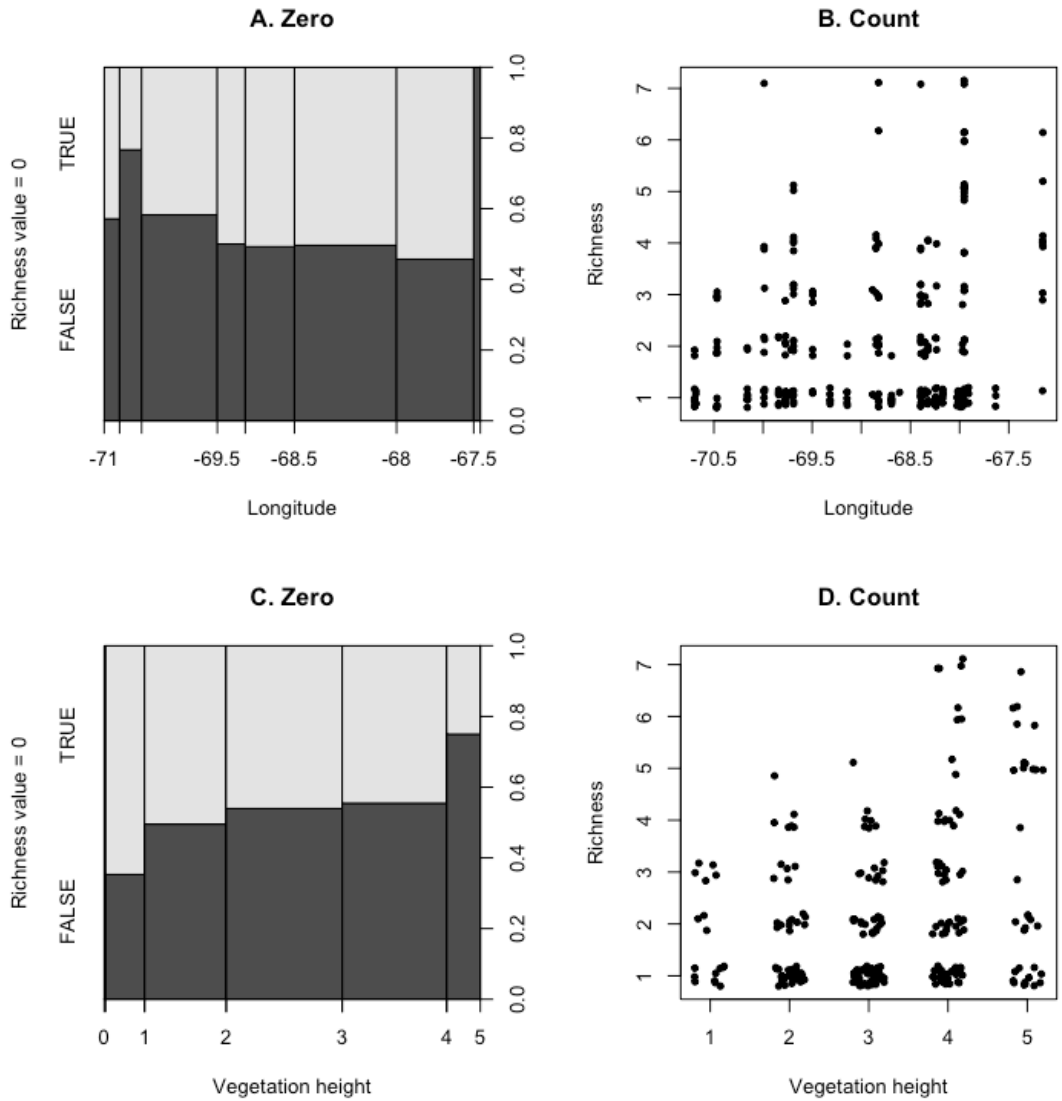 A. Zero
Richness value = 0
FALSE TRUE
0.0 0.2 0.4 0.6 0.8 1.0
-71 -69.5 -68.5 -68 -67.5
Longitude
B. Count
Richness
1 2 3 4 5 6 7
-70.5 -69.5 -68.5 -67.5
Longitude
C. Zero
Richness value = 0
FALSE TRUE
0.0 0.2 0.4 0.6 0.8 1.0
0 1 2 3 4 5
Vegetation height
D. Count
Richness
1 2 3 4 5 6 7
1 2 3 4 5
Vegetation height